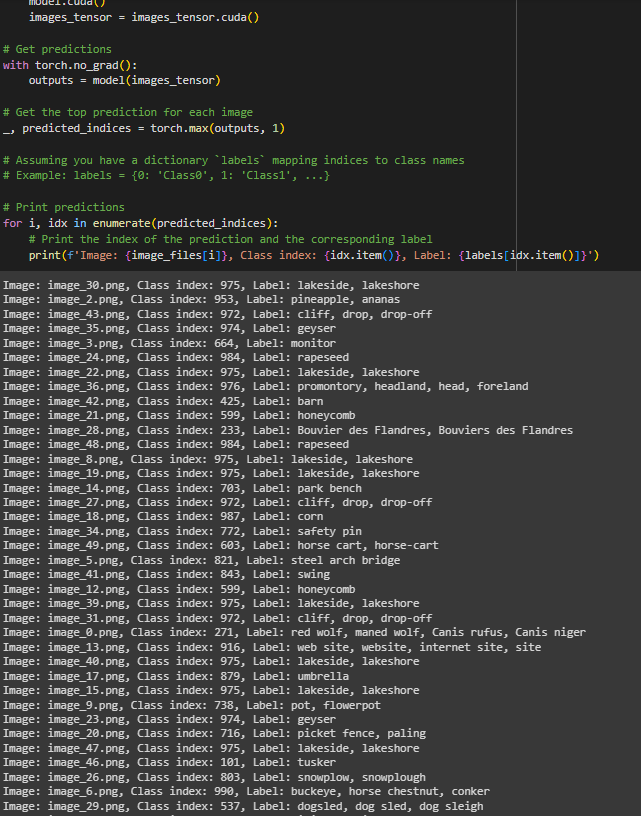 model.cuda()
images_tensor = images_tensor.cuda()
# Get predictions
with torch.no_grad():
outputs = model(images_tensor)
# Get the top prediction for each image
_, predicted_indices = torch.max(outputs, 1)
# Assuming you have a dictionary `labels` mapping indices to class names
# Example: labels = {0: 'Class0', 1: 'Class1', ...}
# Print predictions
for i, idx in enumerate(predicted_indices):
# Print the index of the prediction and the corresponding label
print(f'Image: {image_files[i]}, Class index: {idx.item()}, Label: {labels[idx.item()]}')
Image: image_30.png, Class index: 975, Label: lakeside, lakeshore
Image: image_2.png, Class index: 953, Label: pineapple, ananas
Image: image_43.png, Class index: 972, Label: cliff, drop, drop-off
Image: image_35.png, Class index: 974, Label: geyser
Image: image_3.png, Class index: 664, Label: monitor
Image: image_24.png, Class index: 984, Label: rapeseed
Image: image_22.png, Class index: 975, Label: lakeside, lakeshore
Image: image_36.png, Class index: 976, Label: promontory, headland, head, foreland
Image: image_42.png, Class index: 425, Label: barn
Image: image_21.png, Class index: 599, Label: honeycomb
Image: image_28.png, Class index: 233, Label: Bouvier des Flandres, Bouviers des Flandres
Image: image_48.png, Class index: 984, Label: rapeseed
Image: image_8.png, Class index: 975, Label: lakeside, lakeshore
Image: image_19.png, Class index: 975, Label: lakeside, lakeshore
Image: image_14.png, Class index: 703, Label: park bench
Image: image_27.png, Class index: 972, Label: cliff, drop, drop-off
Image: image_18.png, Class index: 987, Label: corn
Image: image_34.png, Class index: 772, Label: safety pin
Image: image_49.png, Class index: 603, Label: horse cart, horse-cart
Image: image_5.png, Class index: 821, Label: steel arch bridge
Image: image_41.png, Class index: 843, Label: swing
Image: image_12.png, Class index: 599, Label: honeycomb
Image: image_39.png, Class index: 975, Label: lakeside, lakeshore
Image: image_31.png, Class index: 972, Label: cliff, drop, drop-off
Image: image_0.png, Class index: 271, Label: red wolf, maned wolf, Canis rufus, Canis niger
Image: image_13.png, Class index: 916, Label: web site, website, internet site, site
Image: image_40.png, Class index: 975, Label: lakeside, lakeshore
Image: image_17.png, Class index: 879, Label: umbrella
Image: image_15.png, Class index: 975, Label: lakeside, lakeshore
Image: image_9.png, Class index: 738, Label: pot, flowerpot
Image: image_23.png, Class index: 974, Label: geyser
Image: image_20.png, Class index: 716, Label: picket fence, paling
Image: image_47.png, Class index: 975, Label: lakeside, lakeshore
Image: image_46.png, Class index: 101, Label: tusker
Image: image_26.png, Class index: 803, Label: snowplow, snowplough
Image: image_6.png, Class index: 990, Label: buckeye, horse chestnut, conker
Image: image_29.png, Class index: 537, Label: dogsled, dog sled, dog sleigh